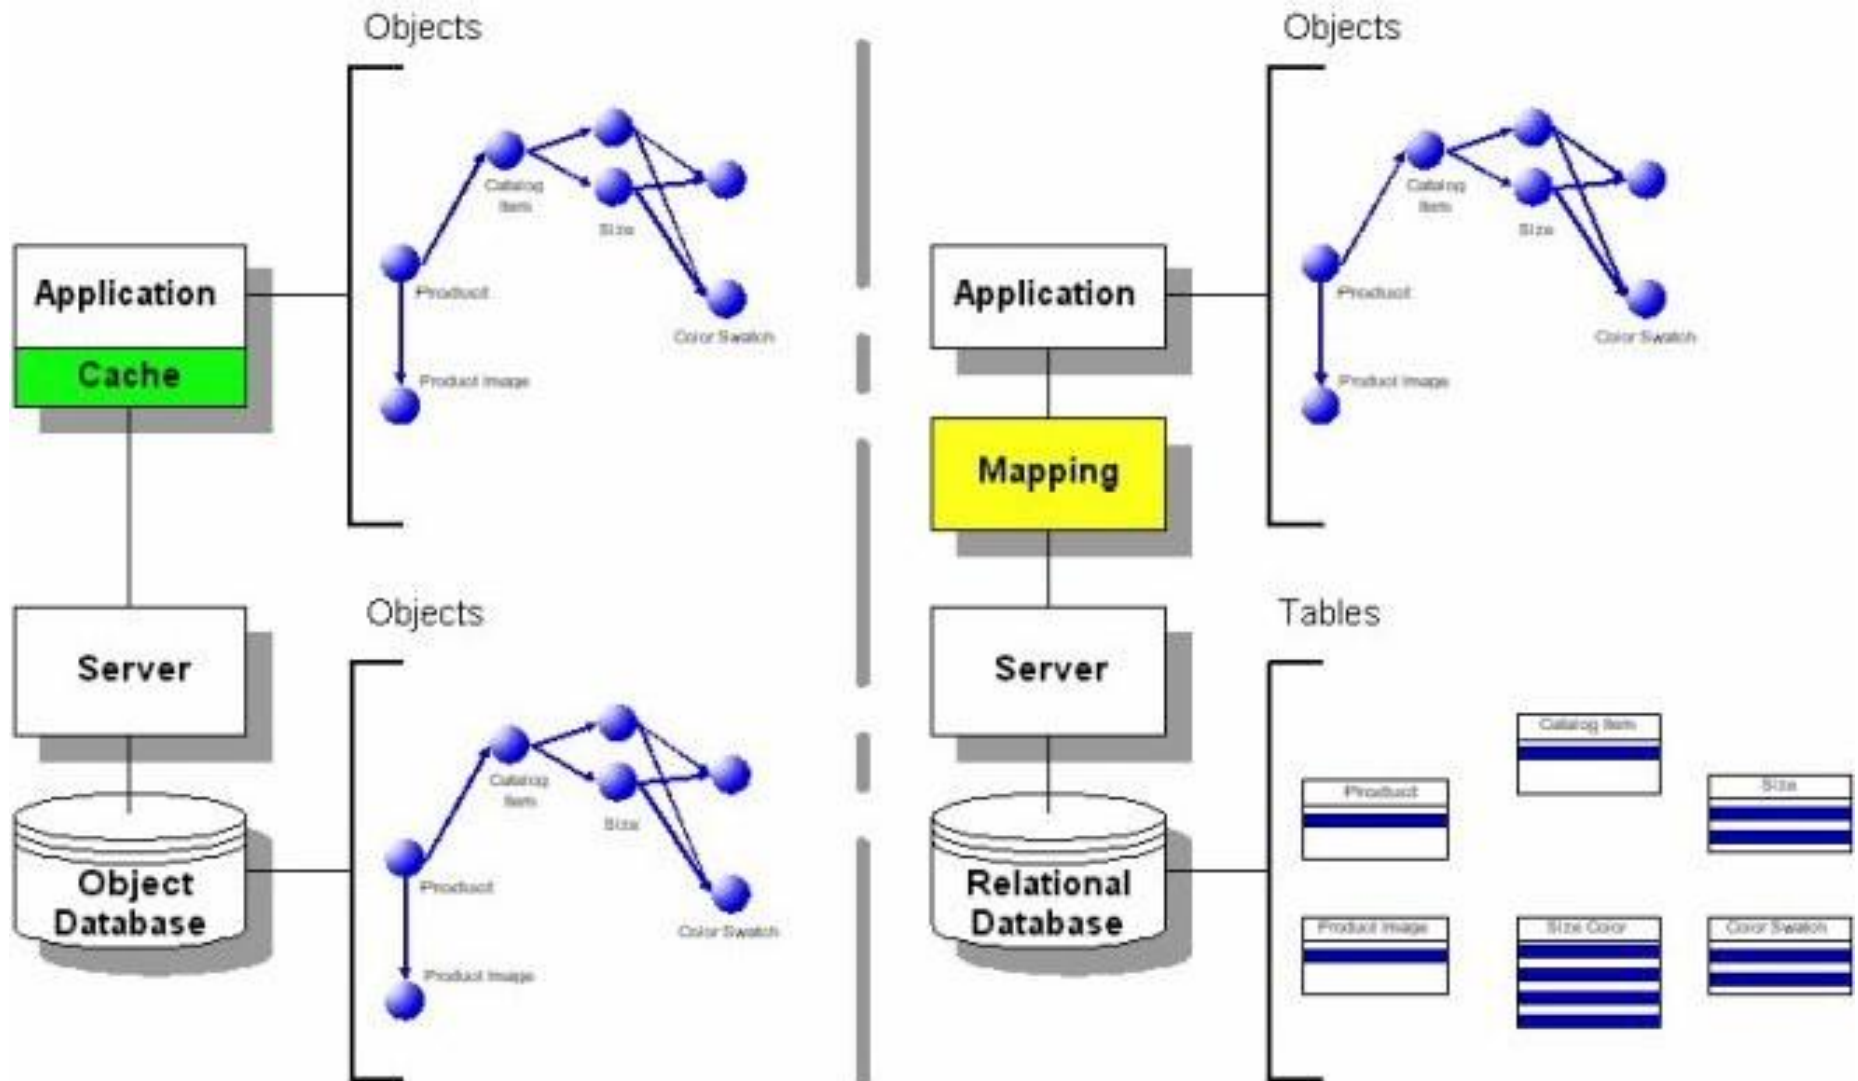 Objects
Catalog
Item
Size
Application
Product
Color Swatch
Cache
Product Image
Objects
Server
Catalog
Item
Size
Object
Database
Product
Color Swatch
Product Image
Objects
Catalog
Item
Size
Application
Product
Color Swatch
Product Image
Mapping
Tables
Server
Catalog Item
Product
Size
Relational
Database
Product Image
Size Color
Color Swatch